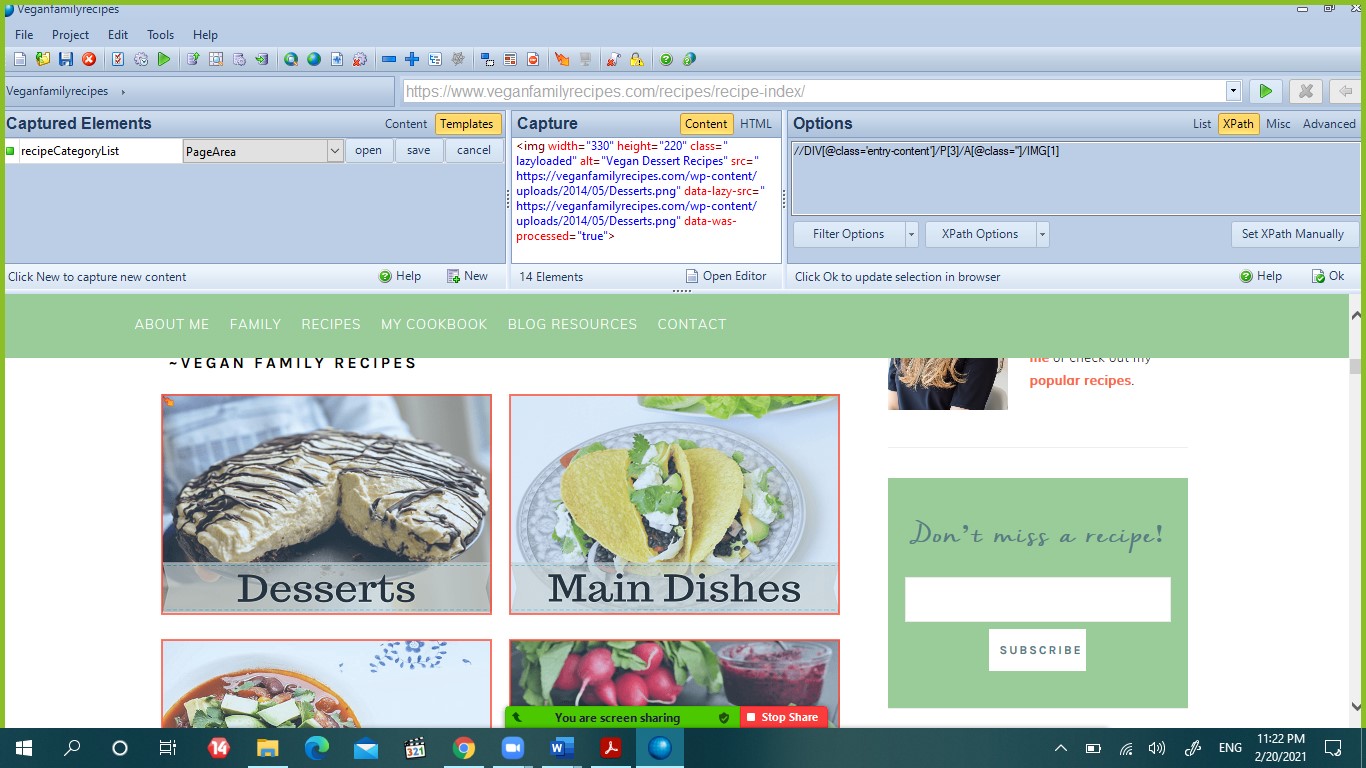 Veganfamilyrecipes
File Project Edit Tools Help
Veganfamilyrecipes
https://www.veganfamilyrecipes.com/recipes/recipe-index/
Captured Elements Content Templates
recipeCategoryList PageArea open save cancel
Click New to capture new content Help New
Capture Content HTML
<img width="330" height="220" class="
lazyloaded" alt="Vegan Dessert Recipes" src="
https://veganfamilyrecipes.com/wp-content/
uploads/2014/05/Desserts.png" data-lazy-src="
https://veganfamilyrecipes.com/wp-content/
uploads/2014/05/Desserts.png" data-was-
processed="true">
14 Elements Open Editor
Options List XPath Misc Advanced
//DIV[@class='entry-content']/P[3]/A[@class='']/IMG[1]
Filter Options XPath Options Set XPath Manually
Click Ok to update selection in browser Help Ok
ABOUT ME FAMILY RECIPES MY COOKBOOK BLOG RESOURCES CONTACT
~VEGAN FAMILY RECIPES
me or check out my
popular recipes.
Desserts
Main Dishes
Don't miss a recipe!
SUBSCRIBE
You are screen sharing Stop Share
14
321
ENG
11:22 PM
2/20/2021